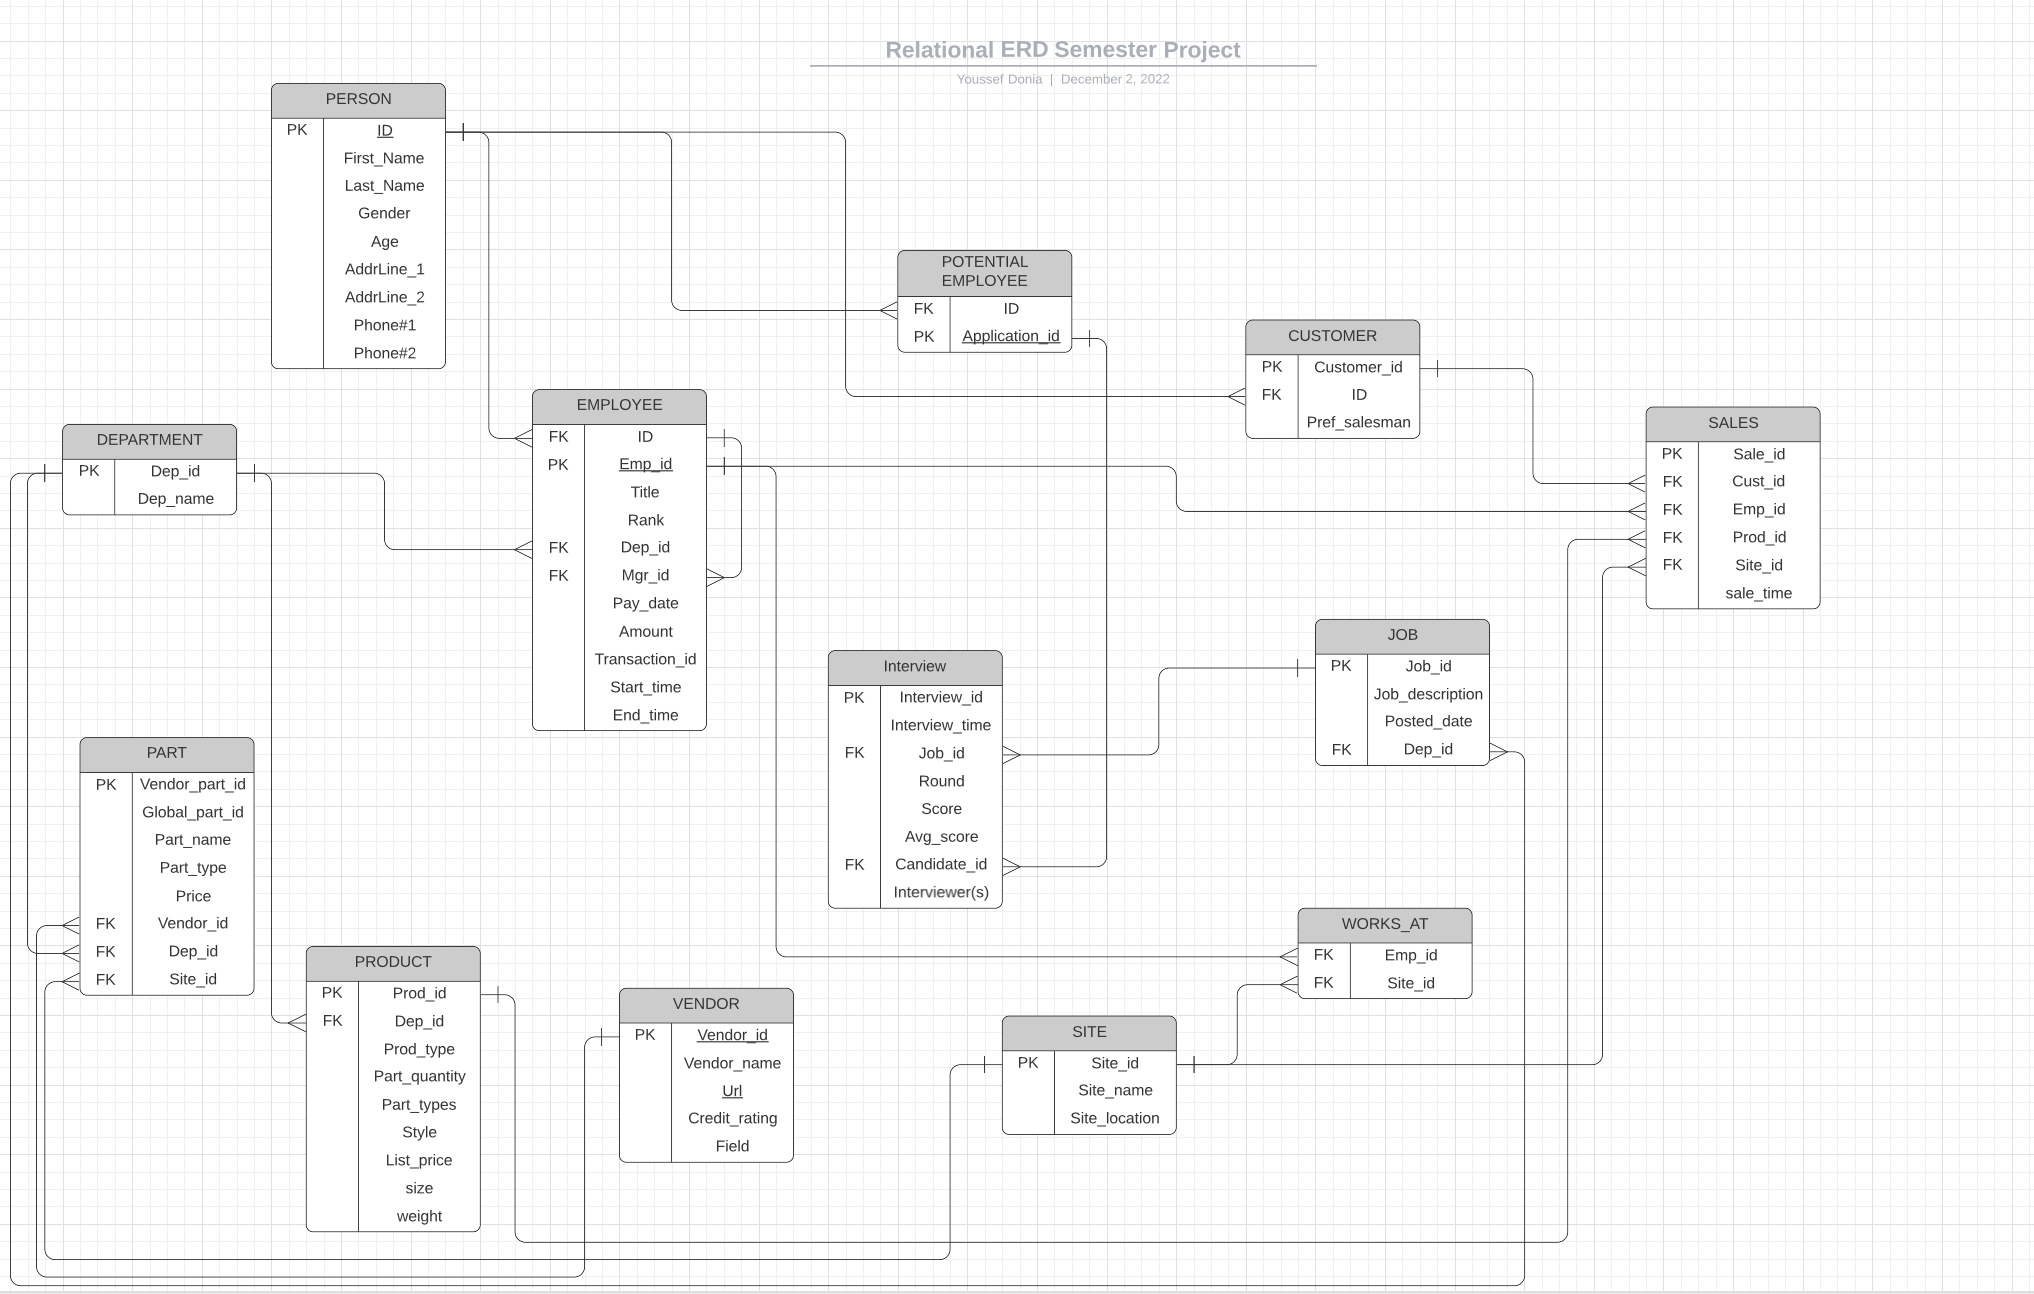 Relational ERD Semester Project
Youssef Donia | December 2, 2022
PERSON
PK ID
First_Name
Last_Name
Gender
Age
AddrLine_1
AddrLine_2
Phone#1
Phone#2
POTENTIAL
EMPLOYEE
FK ID
PK Application_id
CUSTOMER
PK Customer_id
FK ID
Pref_salesman
EMPLOYEE
FK ID
PK Emp_id
Title
Rank
FK Dep_id
FK Mgr_id
Pay_date
Amount
Transaction_id
Start_time
End_time
SALES
PK Sale_id
FK Cust_id
FK Emp_id
FK Prod_id
FK Site_id
sale_time
DEPARTMENT
PK Dep_id
Dep_name
JOB
PK Job_id
Job_description
Posted_date
FK Dep_id
Interview
PK Interview_id
Interview_time
FK Job_id
Round
Score
Avg_score
FK Candidate_id
Interviewer(s)
PART
PK Vendor_part_id
Global_part_id
Part_name
Part_type
Price
FK Vendor_id
FK Dep_id
FK Site_id
WORKS_AT
FK Emp_id
FK Site_id
PRODUCT
PK Prod_id
FK Dep_id
Prod_type
Part_quantity
Part_types
Style
List_price
size
weight
VENDOR
PK Vendor_id
Vendor_name
Url
Credit_rating
Field
SITE
PK Site_id
Site_name
Site_location